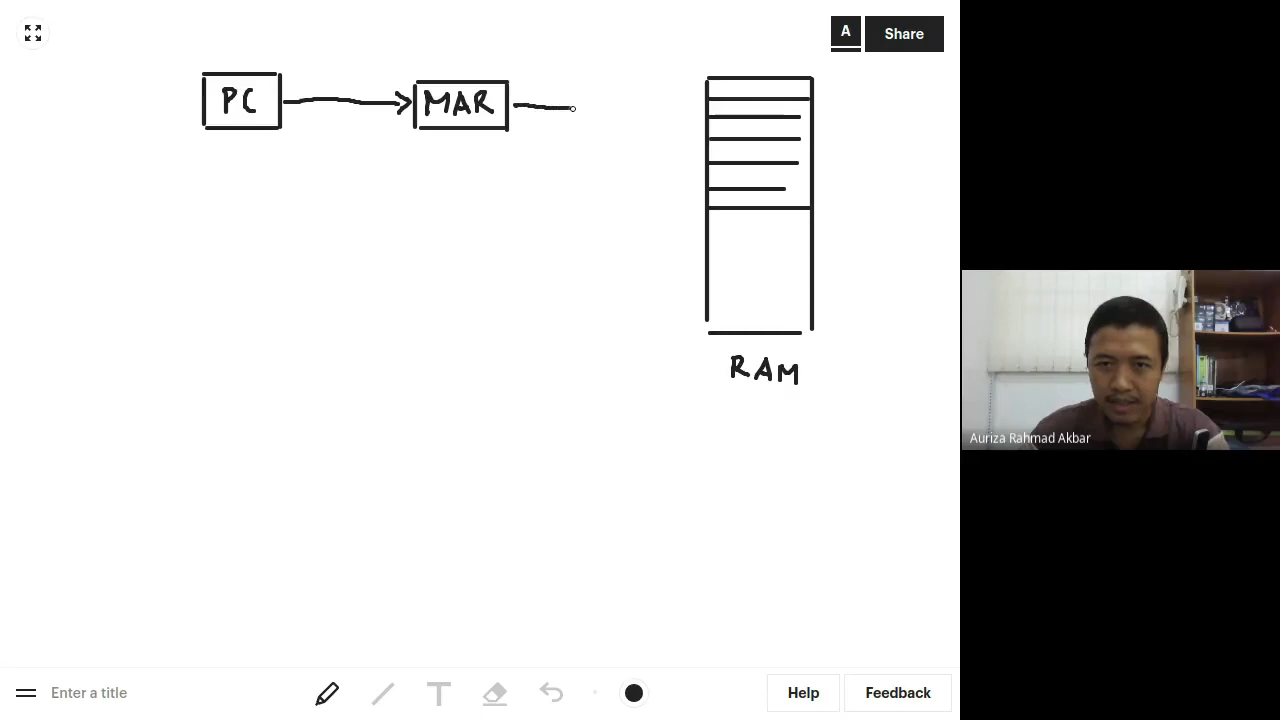 A Share
PC MAR
RAM
Auriza Rahmad Akbar
Enter a title T Help Feedback